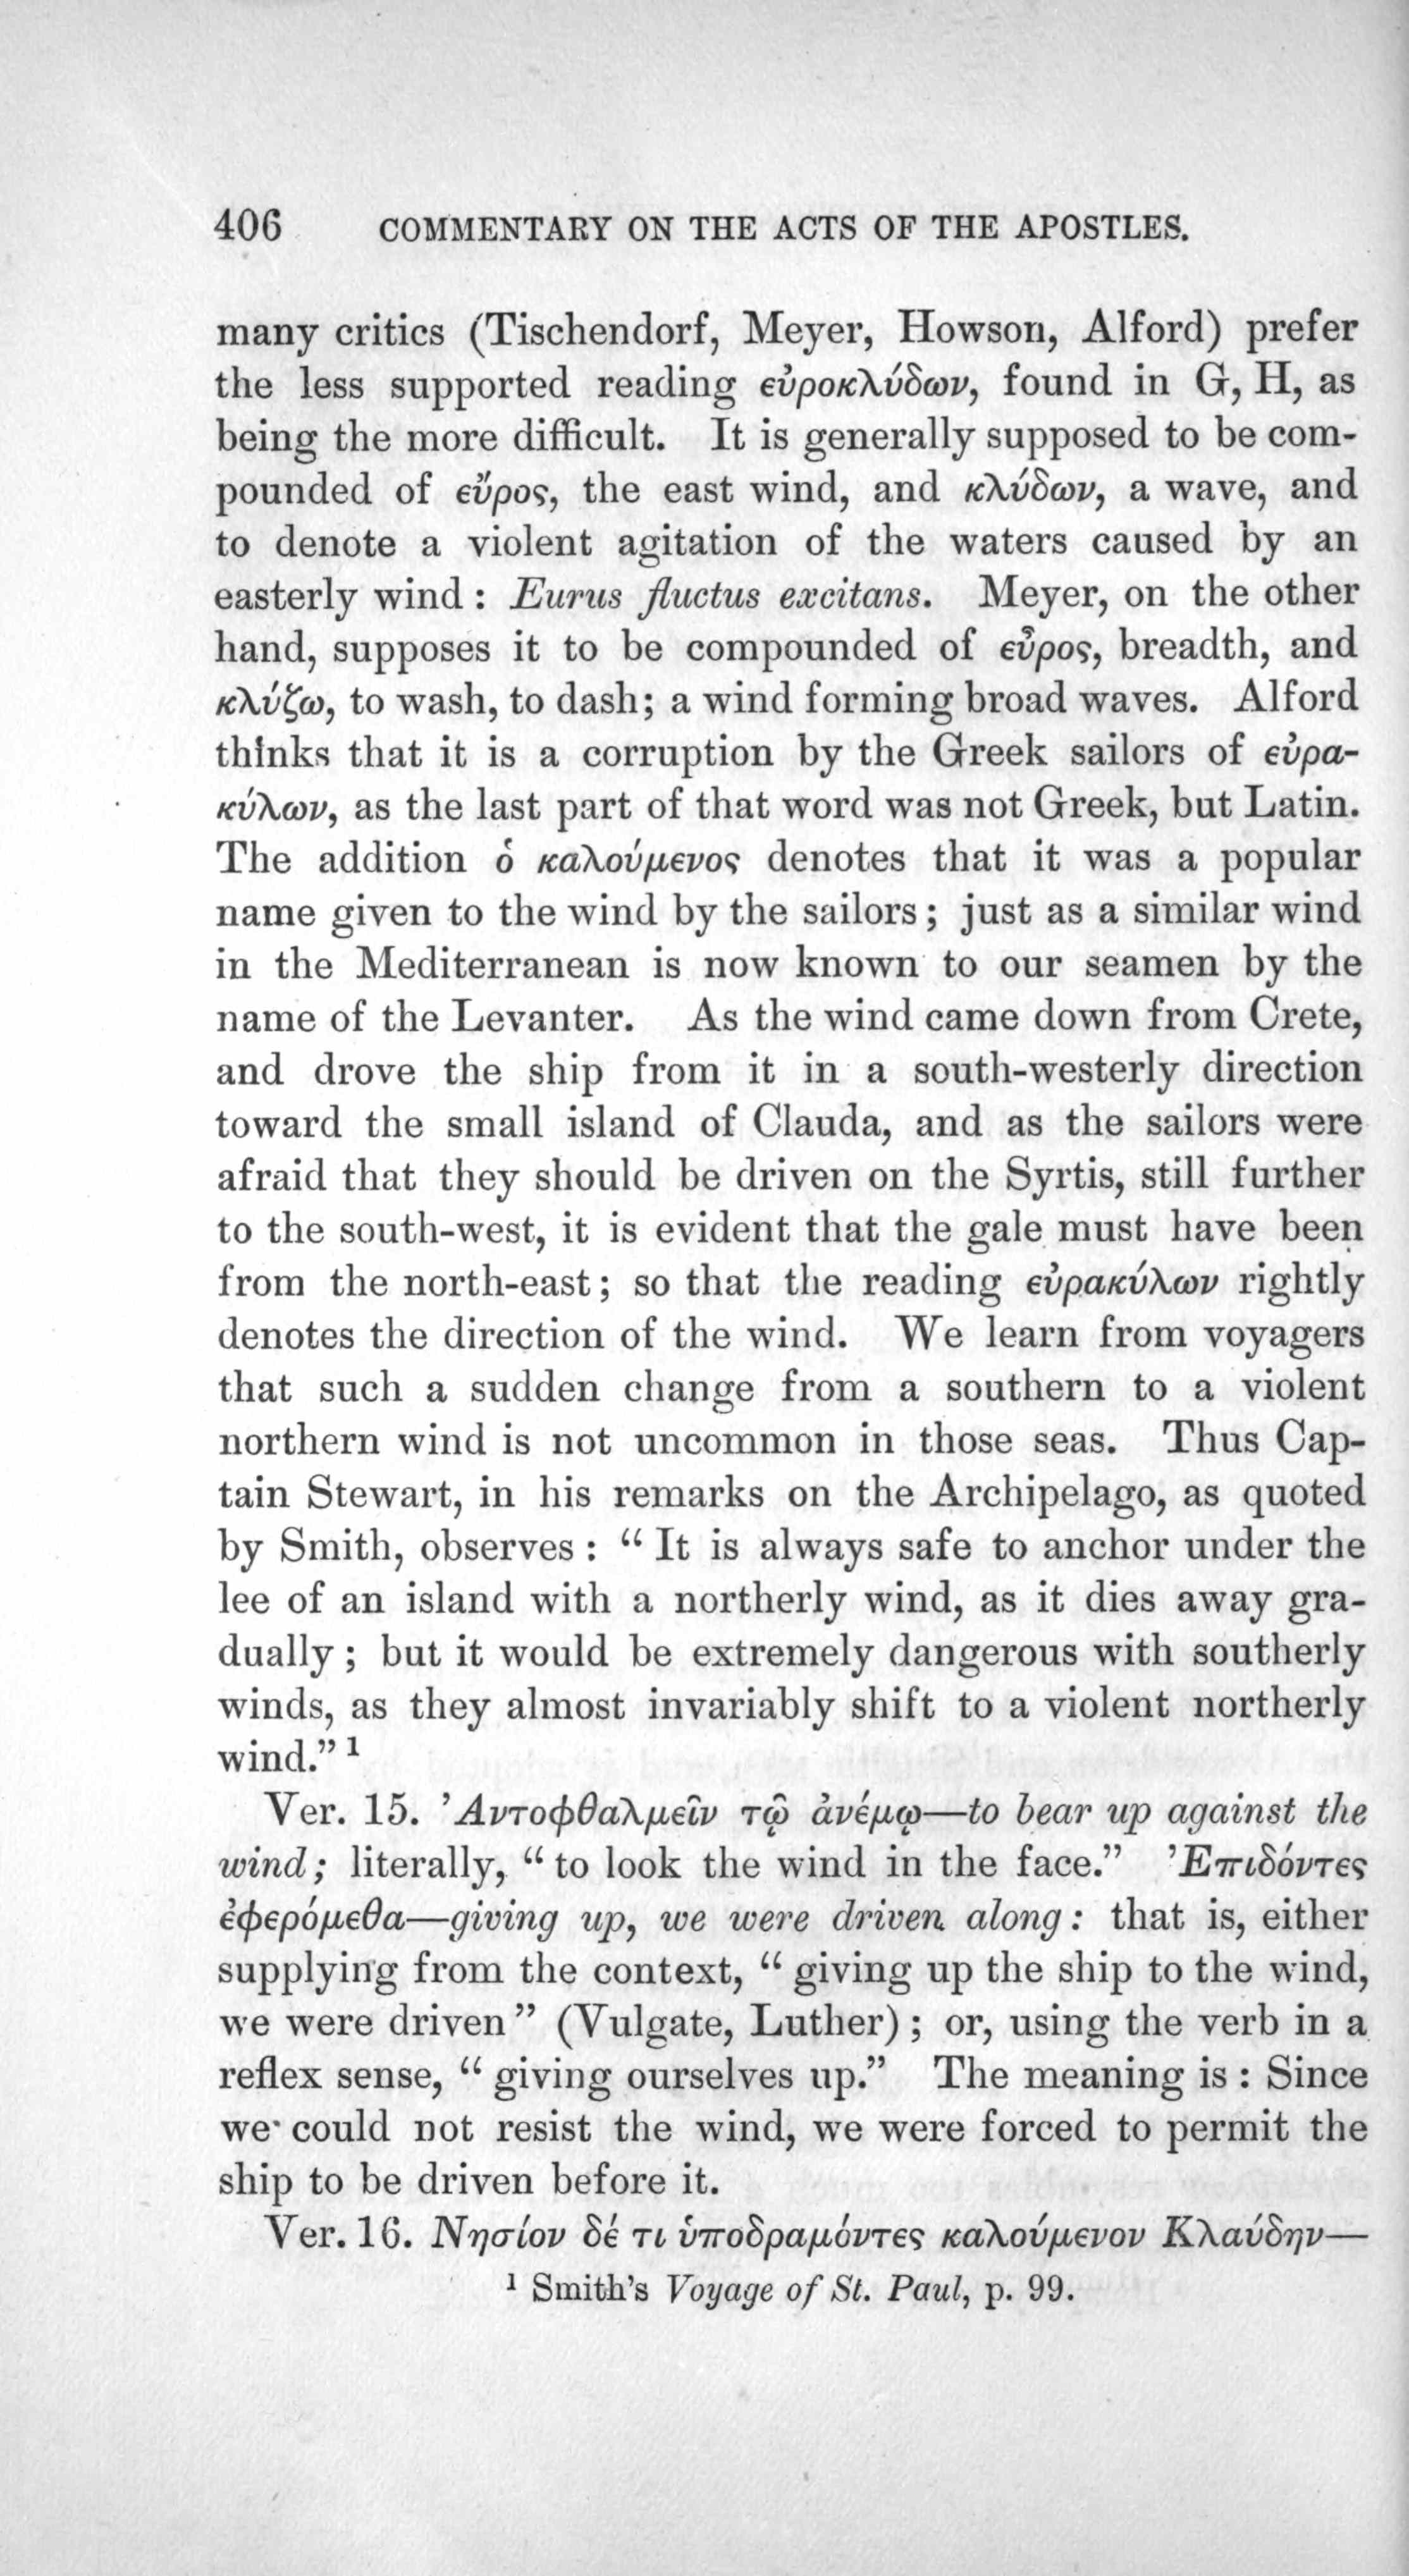 406 COMMENTARY ON THE ACTS OF THE APOSTLES.
many critics (Tischendorf, Meyer, Howson, Alford) prefer
the less supported reading εὐροκλύδων, found in G, H, as
being the more difficult. It is generally supposed to be com-
pounded of εὔρος, the east wind, and κλύδων, a wave, and
to denote a violent agitation of the waters caused by an
easterly wind : Eurus fluctus excitans. Meyer, on the other
hand, supposes it to be compounded of εὖρος, breadth, and
κλύζω, to wash, to dash; a wind forming broad waves. Alford
thinks that it is a corruption by the Greek sailors of εὐρα-
κύλων, as the last part of that word was not Greek, but Latin.
The addition ὁ καλούμενος denotes that it was a popular
name given to the wind by the sailors ; just as a similar wind
in the Mediterranean is now known to our seamen by the
name of the Levanter. As the wind came down from Crete,
and drove the ship from it in a south-westerly direction
toward the small island of Clauda, and as the sailors were
afraid that they should be driven on the Syrtis, still further
to the south-west, it is evident that the gale must have been
from the north-east ; so that the reading εὐρακύλων rightly
denotes the direction of the wind. We learn from voyagers
that such a sudden change from a southern to a violent
northern wind is not uncommon in those seas. Thus Cap-
tain Stewart, in his remarks on the Archipelago, as quoted
by Smith, observes : “ It is always safe to anchor under the
lee of an island with a northerly wind, as it dies away gra-
dually ; but it would be extremely dangerous with southerly
winds, as they almost invariably shift to a violent northerly
wind.” ¹
Ver. 15. ’Αντοφθαλμεῖν τῷ ἀνέμῳ—to bear up against the
wind ; literally, “ to look the wind in the face.” ’Επιδόντες
ἐφερόμεθα—giving up, we were driven along : that is, either
supplying from the context, “ giving up the ship to the wind,
we were driven ” (Vulgate, Luther) ; or, using the verb in a
reflex sense, “ giving ourselves up.” The meaning is : Since
we could not resist the wind, we were forced to permit the
ship to be driven before it.
Ver. 16. Νησίον δέ τι ὑποδραμόντες καλούμενον Κλαύδην—
¹ Smith’s Voyage of St. Paul, p. 99.